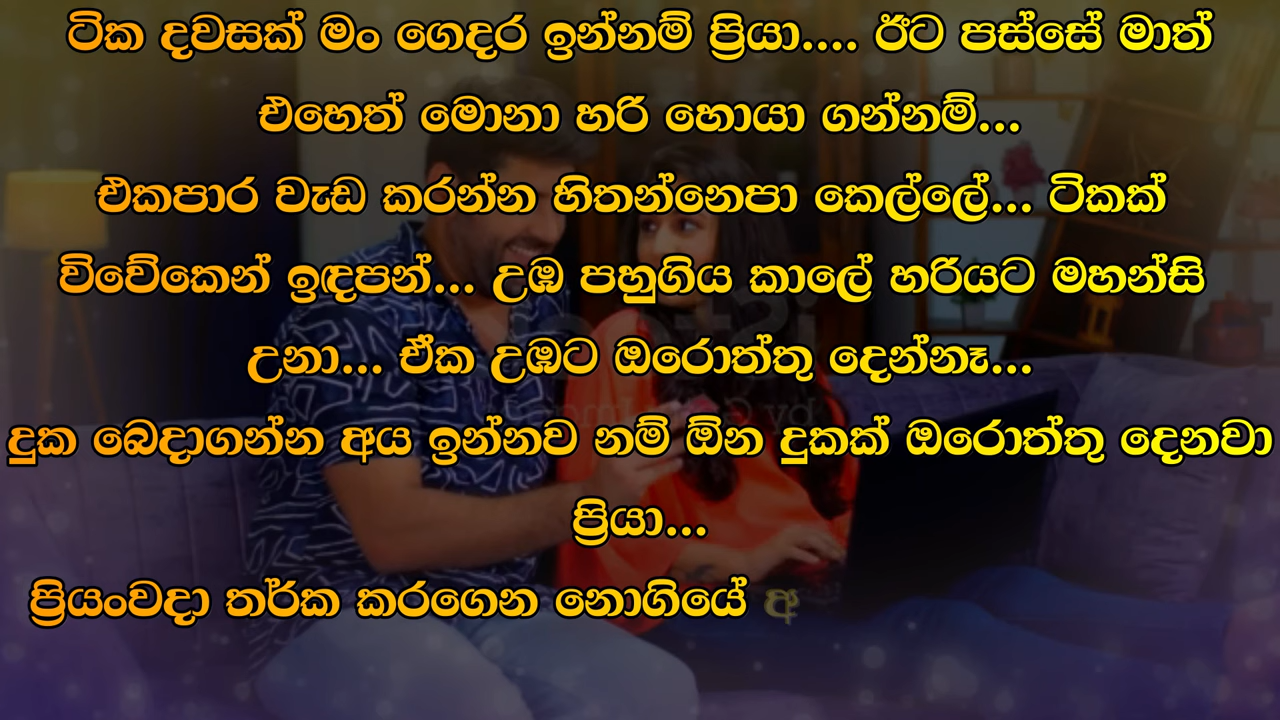 ටික දවසක් මං ගෙදර ඉන්නම් ප්‍රියා.... ඊට පස්සේ මාත්
එහෙත් මොනා හරි හොයා ගන්නම්...
එකපාර වැඩ කරන්න හිතන්නෙපා කෙල්ලේ... ටිකක්
විවේකෙන් ඉඳපන්... උඹ පහුගිය කාලේ හරියට මහන්සි
උනා... ඒක උඹට ඔරොත්තු දෙන්නෑ...
දුක බෙදාගන්න අය ඉන්නව නම් ඕන දුකක් ඔරොත්තු දෙනවා
ප්‍රියා...
ප්‍රියංවදා තර්ක කරගෙන නොගියේ අ